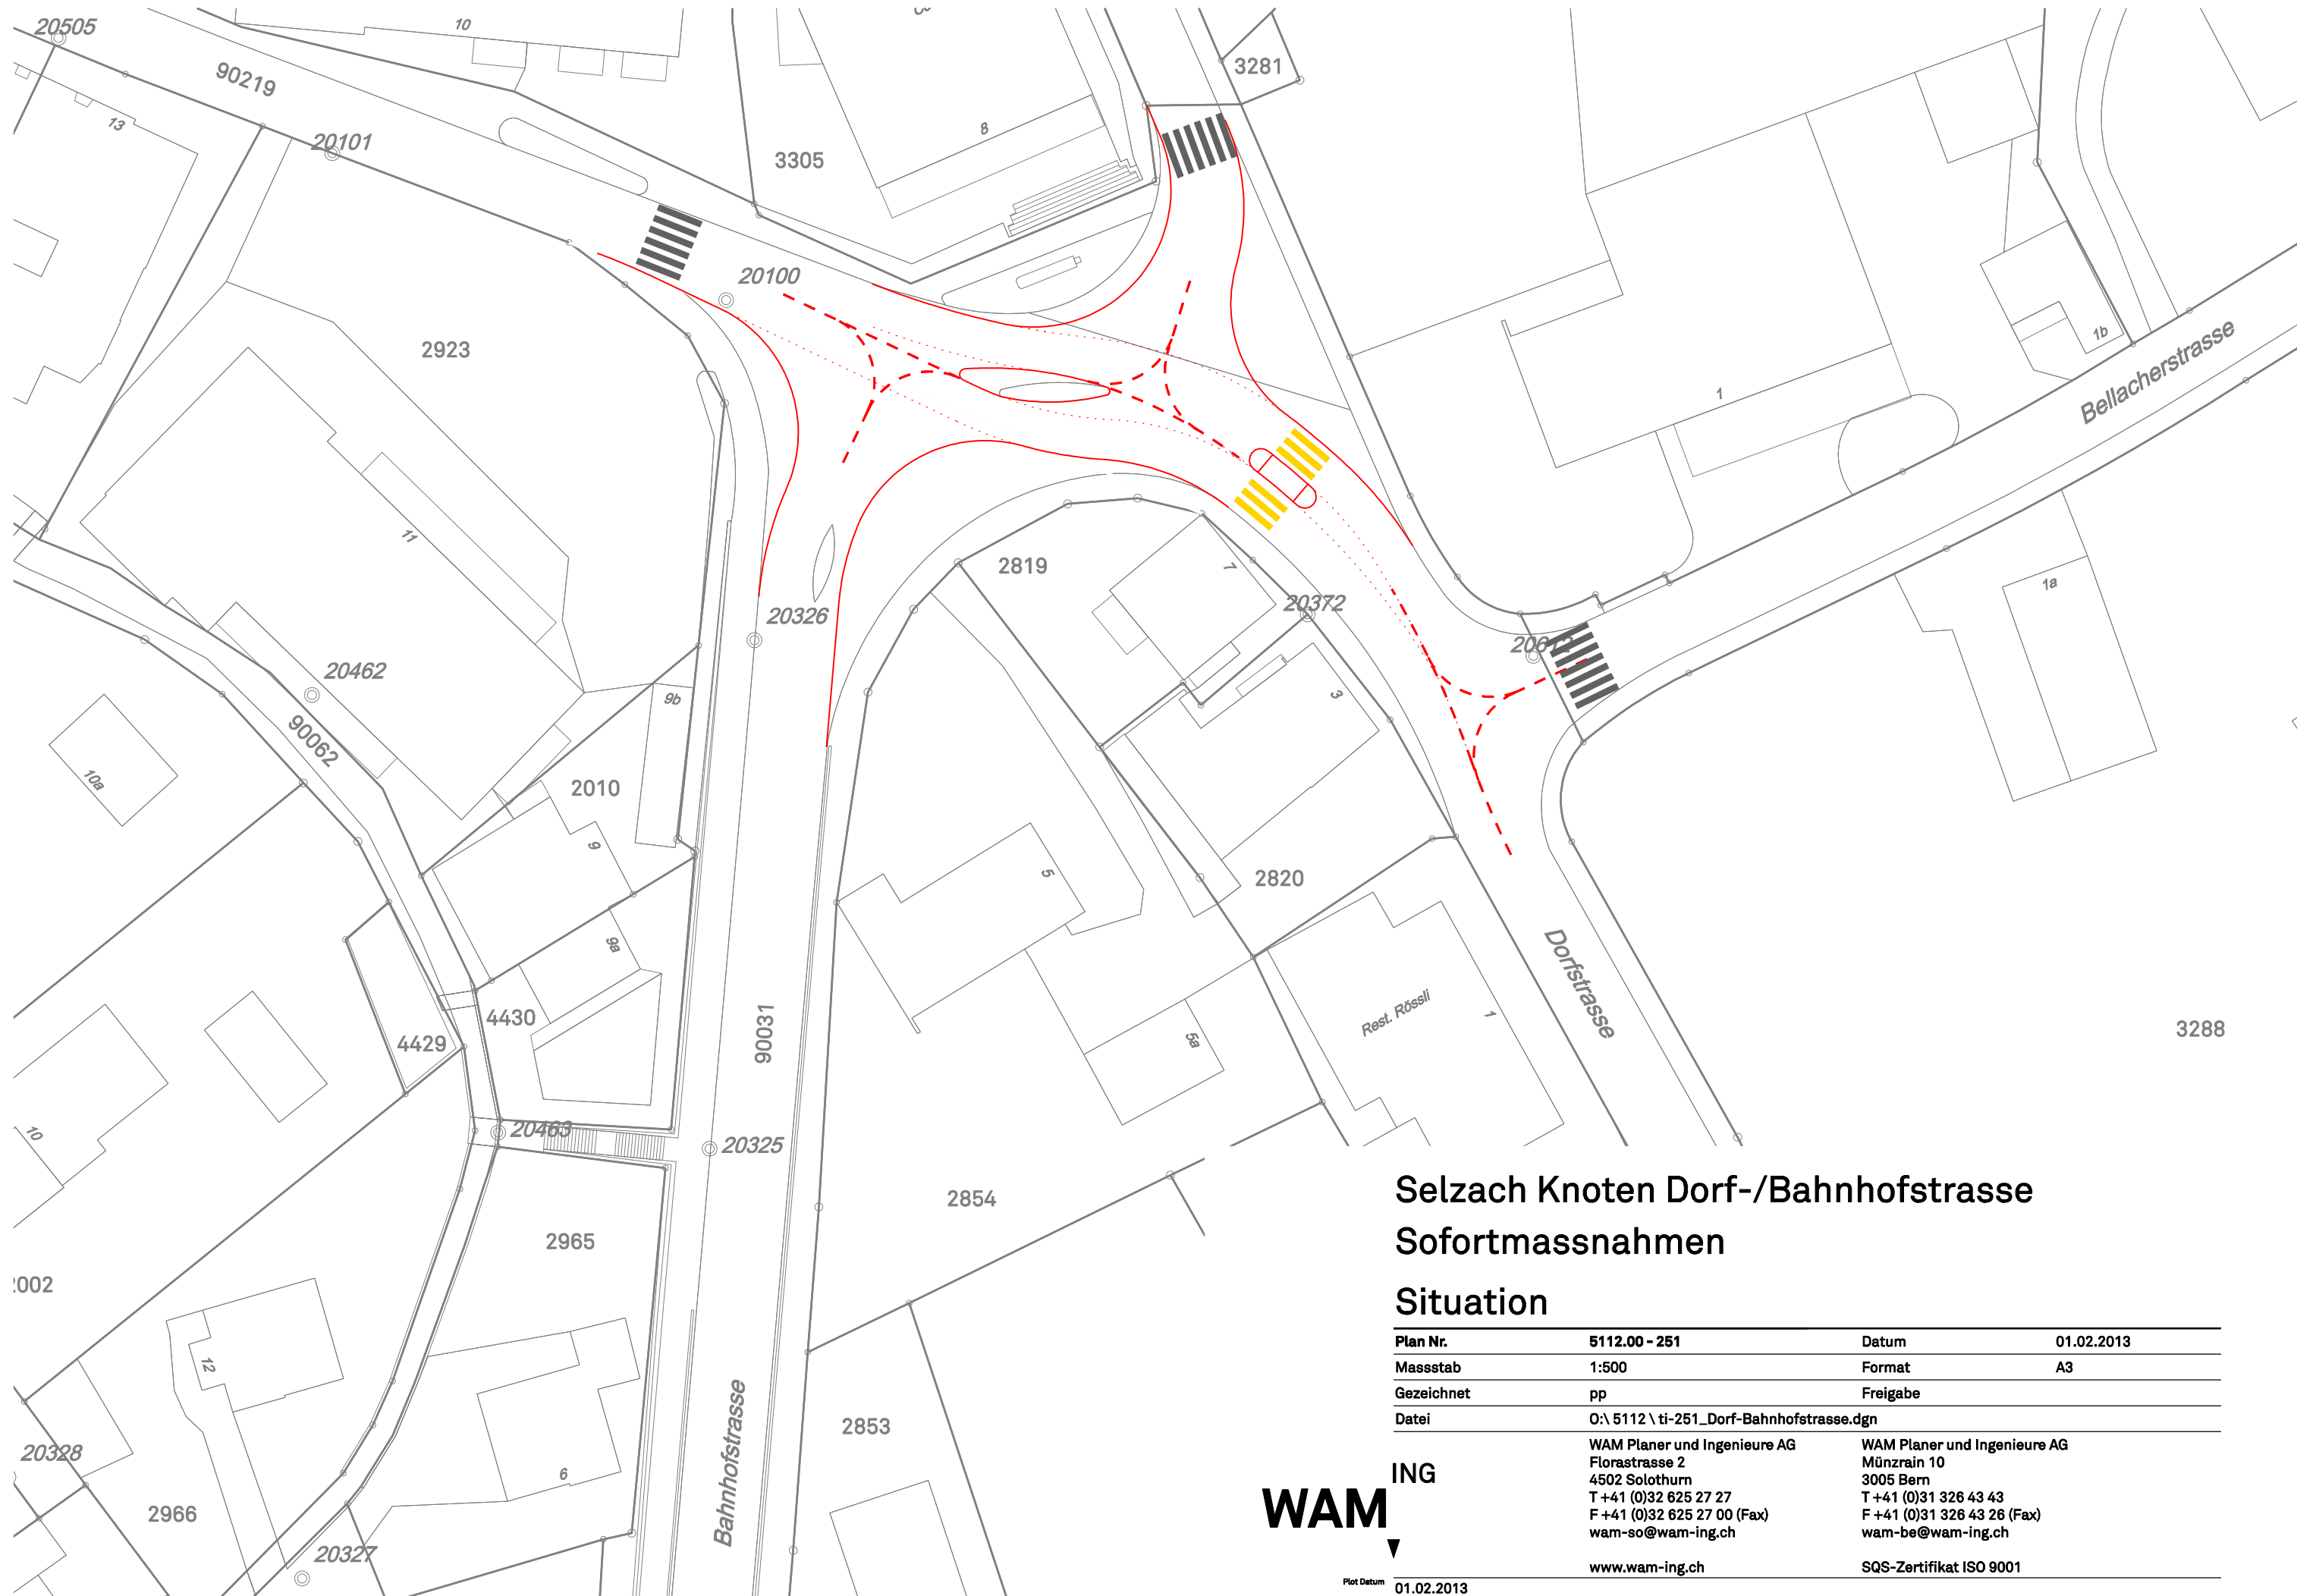 20505
90219
10
13
20101
3305
8
3281
20100
2923
11
20326
20462
90062
10a
9b
2010
9
9a
4430
4429
10
20463
20325
90031
2819
7
20372
3
5
2820
5a
Rest. Rössli
1
Dorfstrasse
1
1b
Bellacherstrasse
1a
3288
2854
2965
12
20328
2966
6
20327
Bahnhofstrasse
2853
Selzach Knoten Dorf-/Bahnhofstrasse
Sofortmassnahmen
Situation
Plan Nr. 5112.00 - 251 Datum 01.02.2013
Massstab 1:500 Format A3
Gezeichnet pp Freigabe
Datei O:\ 5112 \ ti-251_Dorf-Bahnhofstrasse.dgn
WAM ING
WAM Planer und Ingenieure AG
Florastrasse 2
4502 Solothurn
T +41 (0)32 625 27 27
F +41 (0)32 625 27 00 (Fax)
wam-so@wam-ing.ch
www.wam-ing.ch
WAM Planer und Ingenieure AG
Münzrain 10
3005 Bern
T +41 (0)31 326 43 43
F +41 (0)31 326 43 26 (Fax)
wam-be@wam-ing.ch
SQS-Zertifikat ISO 9001
Plot Datum 01.02.2013